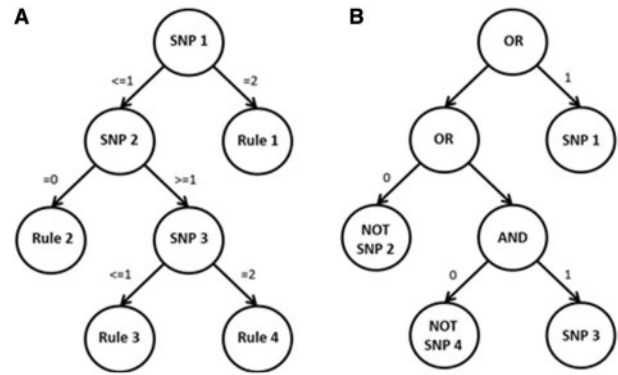 A
SNP 1
<=1
=2
SNP 2
Rule 1
=0
>=1
Rule 2
SNP 3
<=1
=2
Rule 3
Rule 4
B
OR
1
OR
SNP 1
0
NOT
SNP 2
AND
0
1
NOT
SNP 4
SNP 3